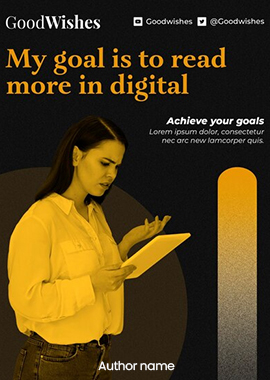 GoodWishes
Goodwishes
@Goodwishes
My goal is to read
more in digital
Achieve your goals
Lorem ipsum dolor, consectetur
nec arc new lamcorper quis.
Author name